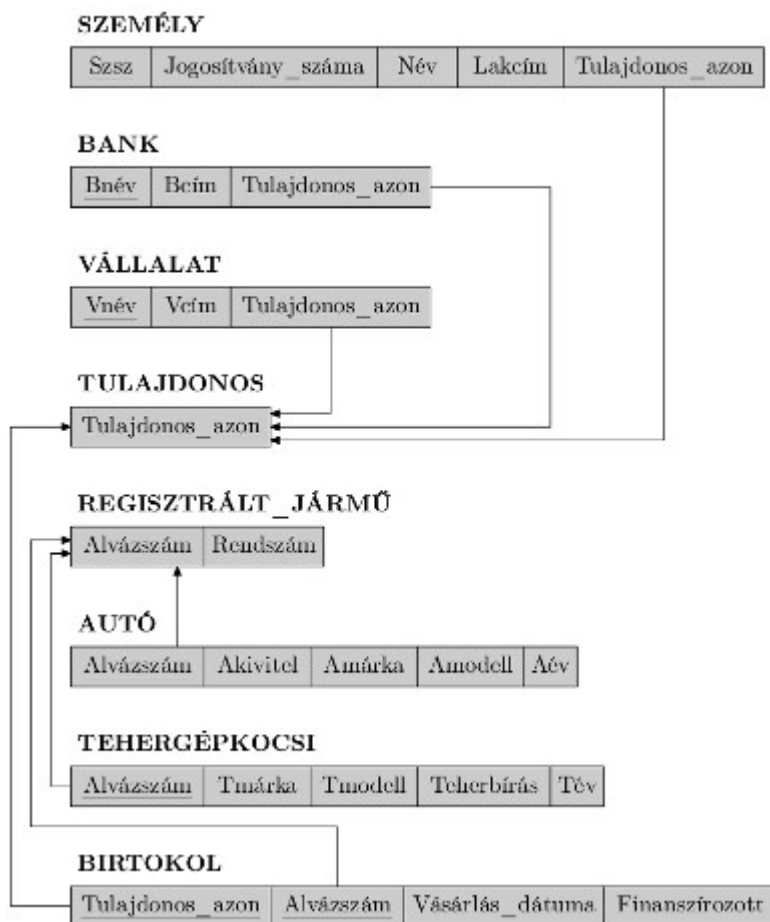 SZEMÉLY
Szsz Jogosítvány_száma Név Lakcím Tulajdonos_azon
BANK
Bnév Bcím Tulajdonos_azon
VÁLLALAT
Vnév Vcím Tulajdonos_azon
TULAJDONOS
Tulajdonos_azon
REGISZTRÁLT_JÁRMŰ
Alvázszám Rendszám
AUTÓ
Alvázszám Akivitel Amárka Amodell Aév
TEHERGÉPKOCSI
Alvázszám Tmárka Tmodell Teherbírás Tév
BIRTOKOL
Tulajdonos_azon Alvázszám Vásárlás_dátuma Finanszírozott